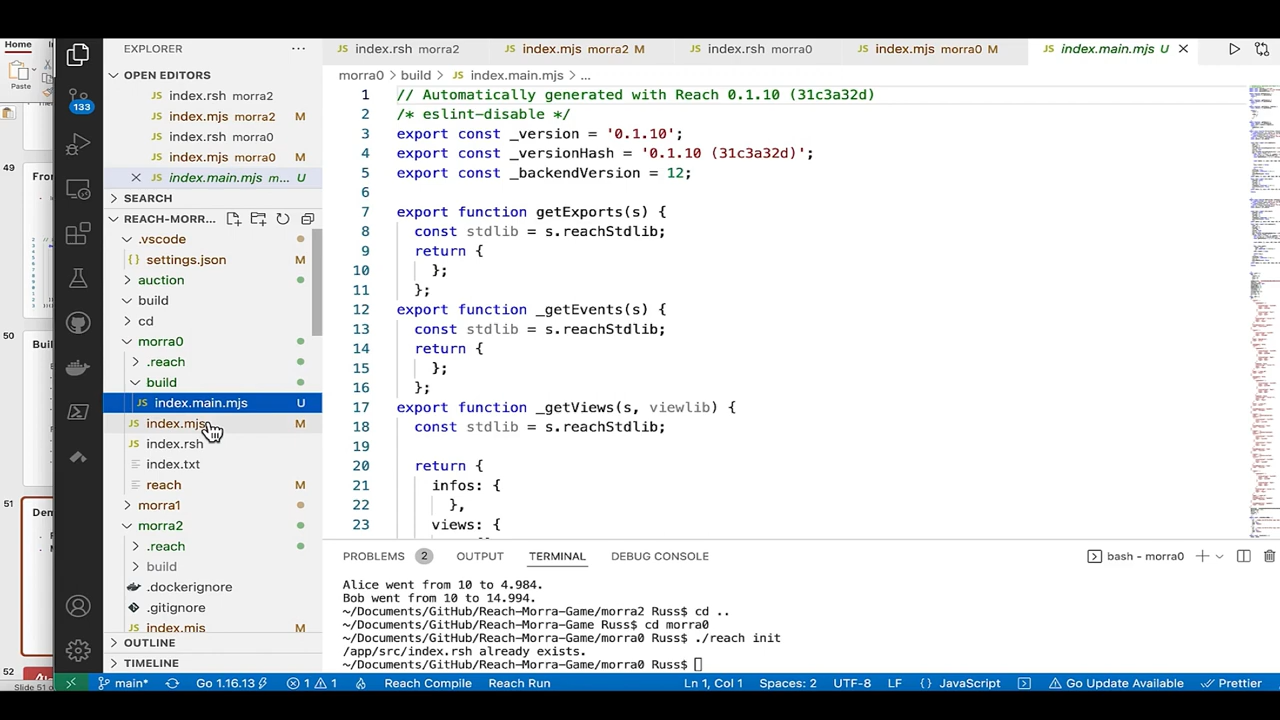 Home
Paste
49
Fron
50
Buil
51
Den
52
Slide 51 o
133
EXPLORER
OPEN EDITORS
index.rsh morra2
index.mjs morra2 M
index.rsh morra0
index.mjs morra0 M
index.main.mjs m... U
SEARCH
REACH-MORR...
.vscode
settings.json M
auction
build
cd
morra0
.reach
build
index.main.mjs U
index.mjs M
index.rsh
index.txt
reach M
morra1
morra2
.reach
build
.dockerignore
.gitignore
index.mjs M
OUTLINE
TIMELINE
index.rsh morra2
index.mjs morra2 M
index.rsh morra0
index.mjs morra0 M
index.main.mjs U
morra0 > build > JS index.main.mjs > ...
1 // Automatically generated with Reach 0.1.10 (31c3a32d)
2 /* eslint-disable */
3 export const _version = '0.1.10';
4 export const _versionHash = '0.1.10 (31c3a32d)';
5 export const _backendVersion = 12;
6
7 export function getExports(s) {
8 const stdlib = s.reachStdlib;
9 return {
10 };
11 };
12 export function _getEvents(s) {
13 const stdlib = s.reachStdlib;
14 return {
15 };
16 };
17 export function _getViews(s, viewlib) {
18 const stdlib = s.reachStdlib;
19
20 return {
21 infos: {
22 },
23 views: {
PROBLEMS 2 OUTPUT TERMINAL DEBUG CONSOLE
bash - morra0
Alice went from 10 to 4.984.
Bob went from 10 to 14.994.
~/Documents/GitHub/Reach-Morra-Game/morra2 Russ$ cd ..
~/Documents/GitHub/Reach-Morra-Game Russ$ cd morra0
~/Documents/GitHub/Reach-Morra-Game/morra0 Russ$ ./reach init
/app/src/index.rsh already exists.
~/Documents/GitHub/Reach-Morra-Game/morra0 Russ$
main* Go 1.16.13 1 1 Reach Compile Reach Run Ln 1, Col 1 Spaces: 2 UTF-8 LF {} JavaScript Go Update Available Prettier